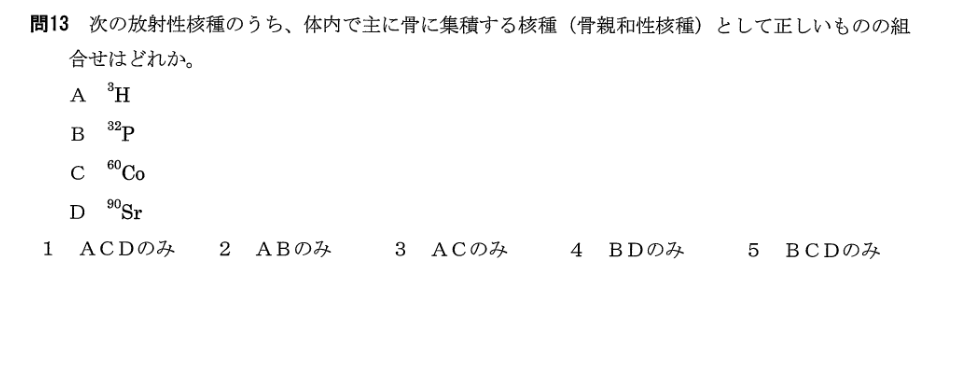 問13　次の放射性核種のうち、体内で主に骨に集積する核種（骨親和性核種）として正しいものの組
合せはどれか。
A　³H
B　³²P
C　⁶⁰Co
D　⁹⁰Sr
1　ACDのみ　2　ABのみ　3　ACのみ　4　BDのみ　5　BCDのみ